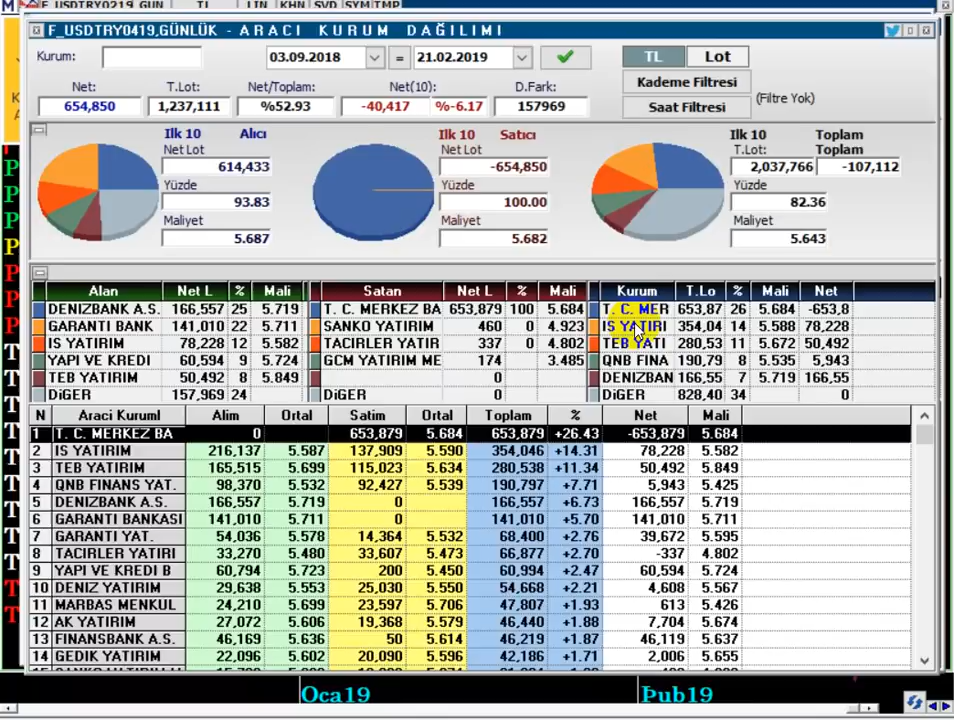 F_USDTRY0219 GUN TL LIN KHN SVD SYM TMP
F_USDTRY0419,GÜNLÜK - ARACI KURUM DAĞILIMI
Kurum: 03.09.2018 = 21.02.2019 TL Lot
Kademe Filtresi
Net: T.Lot: Net/Toplam: Net(10): D.Fark:
654,850 1,237,111 %52.93 -40,417 %-6.17 157969 Saat Filtresi (Filtre Yok)
Ilk 10 Alıcı Ilk 10 Satıcı Ilk 10 Toplam
Net Lot Net Lot T.Lot: Toplam
614,433 -654,850 2,037,766 -107,112
Yüzde Yüzde Yüzde
93.83 100.00 82.36
Maliyet Maliyet Maliyet
5.687 5.682 5.643
Alan Net L % Mali Satan Net L % Mali Kurum T.Lo % Mali Net
DENIZBANK A.S. 166,557 25 5.719 T. C. MERKEZ BA 653,879 100 5.684 T. C. MER 653,87 26 5.684 -653,8
GARANTI BANK 141,010 22 5.711 SANKO YATIRIM 460 0 4.923 IS YATIRI 354,04 14 5.588 78,228
IS YATIRIM 78,228 12 5.582 TACIRLER YATIR 337 0 4.802 TEB YATI 280,53 11 5.672 50,492
YAPI VE KREDI 60,594 9 5.724 GCM YATIRIM ME 174 3.485 QNB FINA 190,79 8 5.535 5,943
TEB YATIRIM 50,492 8 5.849 0 DENIZBAN 166,55 7 5.719 166,55
DiGER 157,969 24 DiGER 0 DiGER 828,40 34 0
N Araci Kuruml Alim Ortal Satim Ortal Toplam % Net Mali
1 T. C. MERKEZ BA 0 653,879 5.684 653,879 +26.43 -653,879 5.684
2 IS YATIRIM 216,137 5.587 137,909 5.590 354,046 +14.31 78,228 5.582
3 TEB YATIRIM 165,515 5.699 115,023 5.634 280,538 +11.34 50,492 5.849
4 QNB FINANS YAT. 98,370 5.532 92,427 5.539 190,797 +7.71 5,943 5.425
5 DENIZBANK A.S. 166,557 5.719 0 166,557 +6.73 166,557 5.719
6 GARANTI BANKASI 141,010 5.711 0 141,010 +5.70 141,010 5.711
7 GARANTI YAT. 54,036 5.578 14,364 5.532 68,400 +2.76 39,672 5.595
8 TACIRLER YATIRI 33,270 5.480 33,607 5.473 66,877 +2.70 -337 4.802
9 YAPI VE KREDI B 60,794 5.723 200 5.450 60,994 +2.47 60,594 5.724
10 DENIZ YATIRIM 29,638 5.553 25,030 5.550 54,668 +2.21 4,608 5.567
11 MARBAS MENKUL 24,210 5.699 23,597 5.706 47,807 +1.93 613 5.426
12 AK YATIRIM 27,072 5.606 19,368 5.579 46,440 +1.88 7,704 5.674
13 FINANSBANK A.S. 46,169 5.636 50 5.614 46,219 +1.87 46,119 5.637
14 GEDIK YATIRIM 22,096 5.602 20,090 5.596 42,186 +1.71 2,006 5.655
Oca19 Þub19